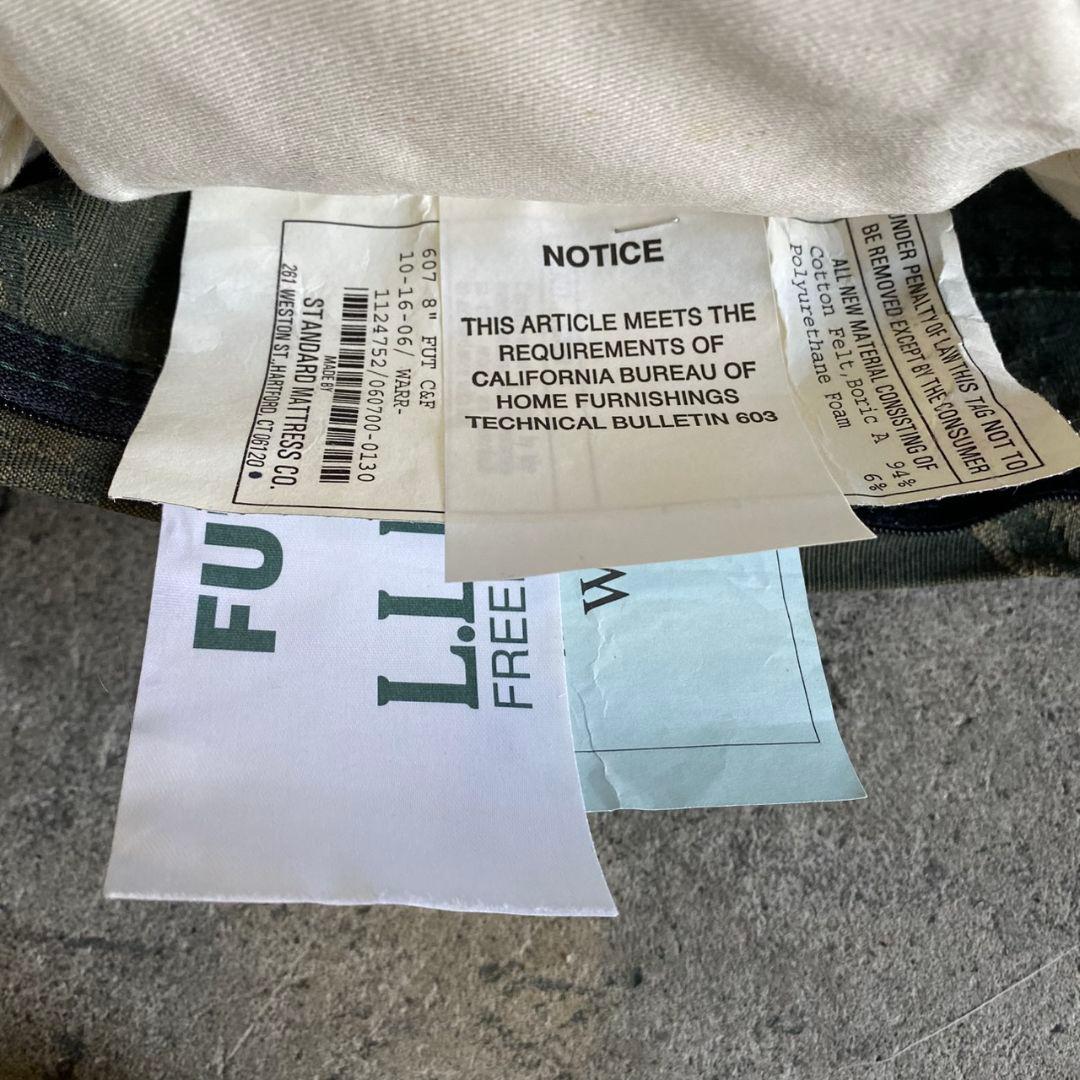 607 8" FUT C&F
10-16-06/ WARR-
1124752/060700-0130
MADE BY
STANDARD MATTRESS CO.
261 WESTON ST., HARTFORD, CT 06120
NOTICE
THIS ARTICLE MEETS THE
REQUIREMENTS OF
CALIFORNIA BUREAU OF
HOME FURNISHINGS
TECHNICAL BULLETIN 603
UNDER PENALTY OF LAW THIS TAG NOT TO
BE REMOVED EXCEPT BY THE CONSUMER
ALL NEW MATERIAL CONSISTING OF
Cotton Felt, Boric A 94%
Polyurethane Foam 6%
FU
L.L
FREE
W